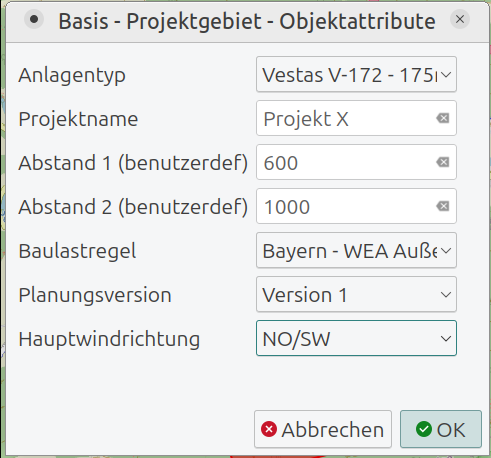 Basis - Projektgebiet - Objektattribute
Anlagentyp Vestas V-172 - 175
Projektname Projekt X
Abstand 1 (benutzerdef) 600
Abstand 2 (benutzerdef) 1000
Baulastregel Bayern - WEA Auße
Planungsversion Version 1
Hauptwindrichtung NO/SW
Abbrechen OK